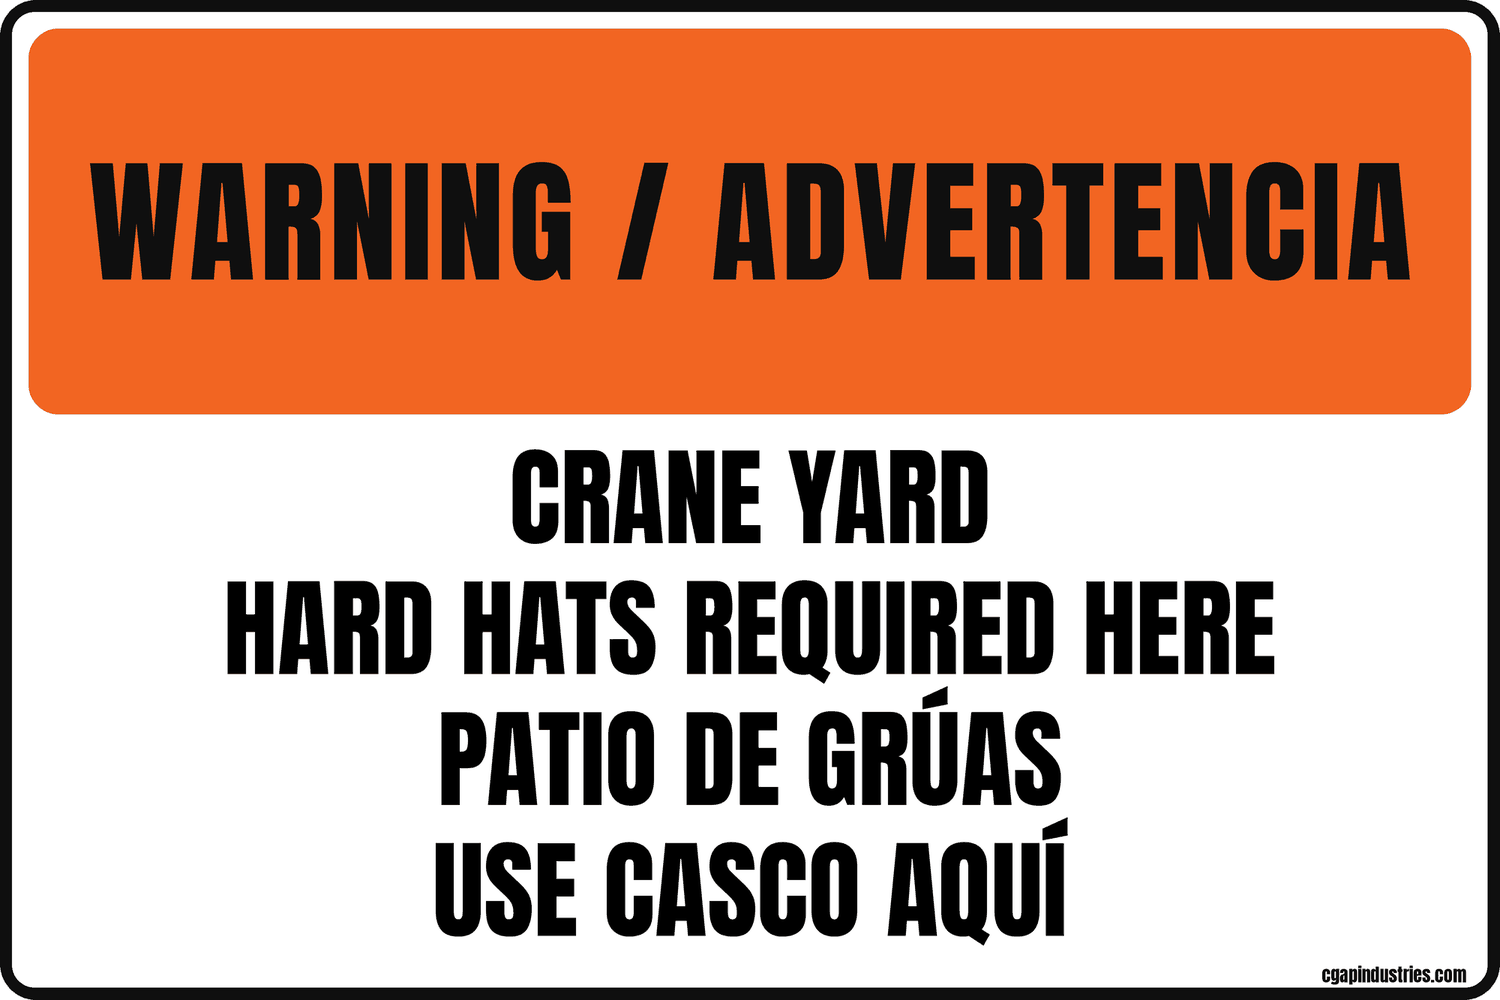 WARNING / ADVERTENCIA
CRANE YARD
HARD HATS REQUIRED HERE
PATIO DE GRÚAS
USE CASCO AQUÍ
cgapindustries.com